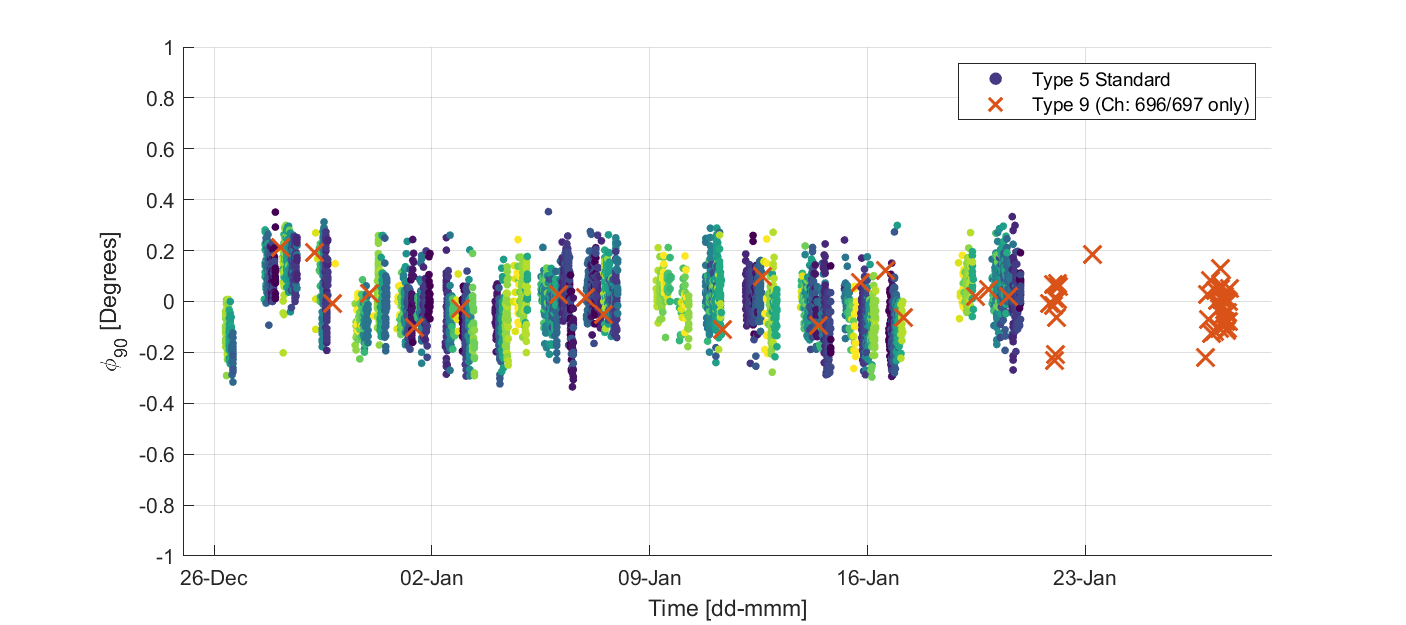 1
0.8
0.6
0.4
0.2
0
-0.2
-0.4
-0.6
-0.8
-1
ϕ90 [Degrees]
Type 5 Standard
Type 9 (Ch: 696/697 only)
26-Dec
02-Jan
09-Jan
16-Jan
23-Jan
Time [dd-mmm]